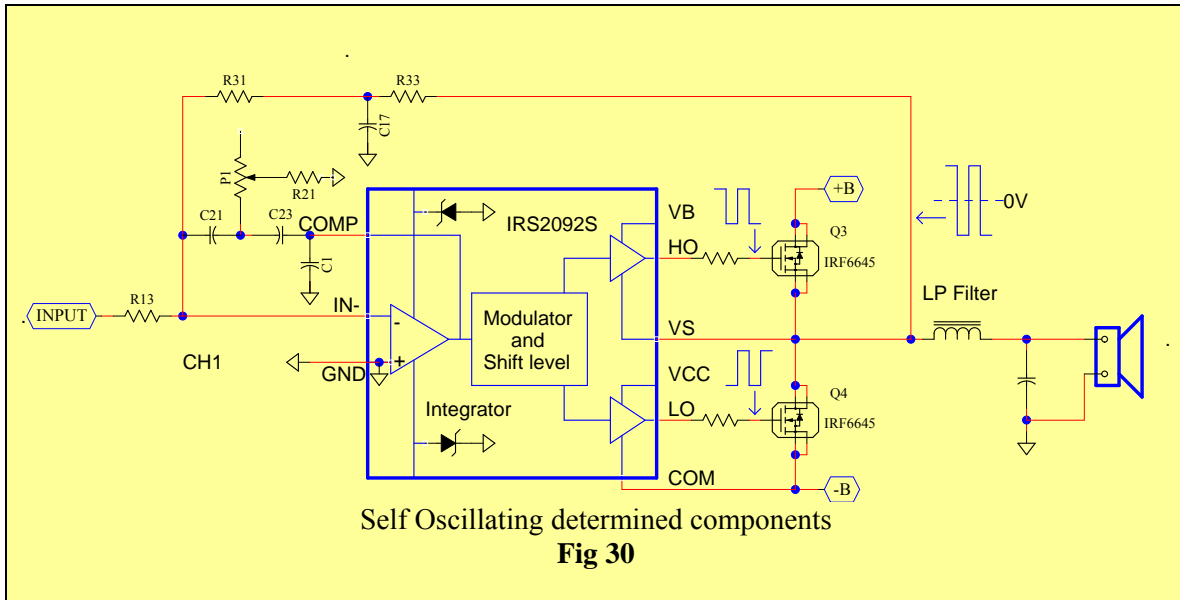 R31
R33
C17
P1
R21
C21
C23
COMP
C1
IRS2092S
VB
HO
+B
0V
Q3
IRF6645
LP Filter
INPUT
R13
IN-
-
+
Modulator
and
Shift level
VS
CH1
GND
VCC
LO
Q4
IRF6645
Integrator
COM
-B
Self Oscillating determined components
Fig 30